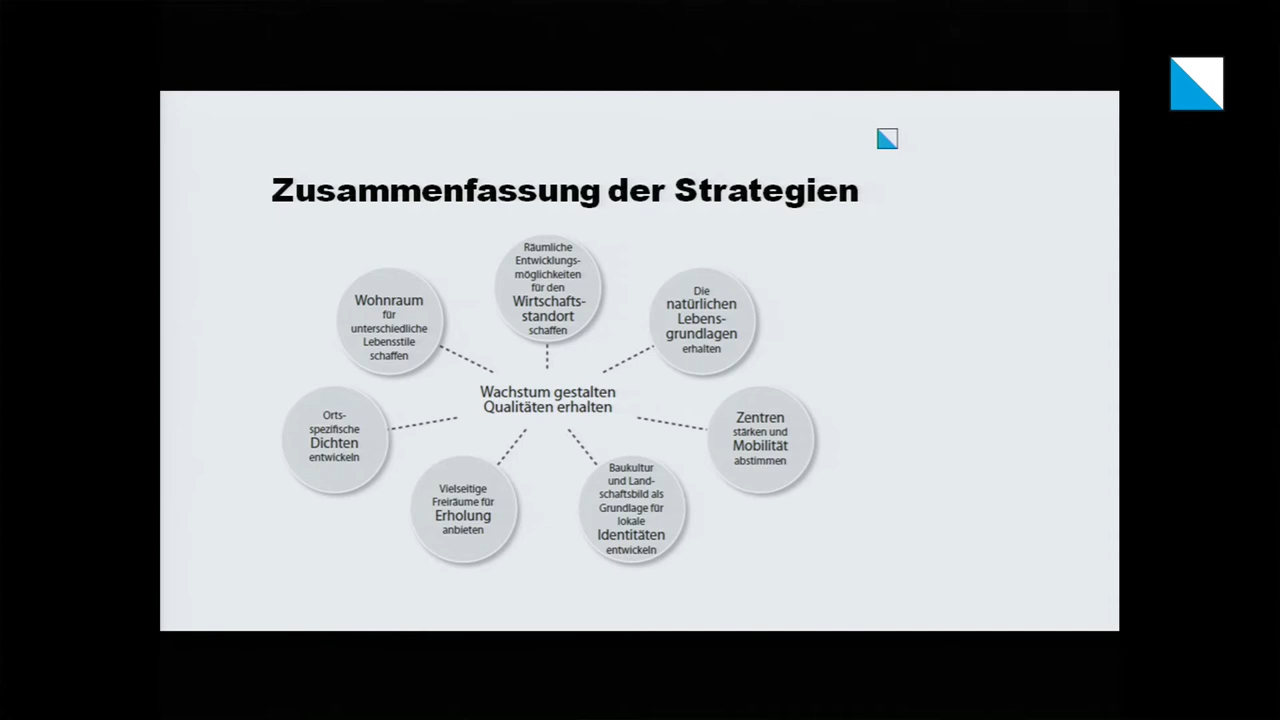 Zusammenfassung der Strategien
Räumliche
Entwicklungs-
möglichkeiten
für den
Wirtschafts-
standort
schaffen
Wohnraum
für
unterschiedliche
Lebensstile
schaffen
Die
natürlichen
Lebens-
grundlagen
erhalten
Wachstum gestalten
Qualitäten erhalten
Orts-
spezifische
Dichten
entwickeln
Zentren
stärken und
Mobilität
abstimmen
Vielseitige
Freiräume für
Erholung
anbieten
Baukultur
und Land-
schaftsbild als
Grundlage für
lokale
Identitäten
entwickeln